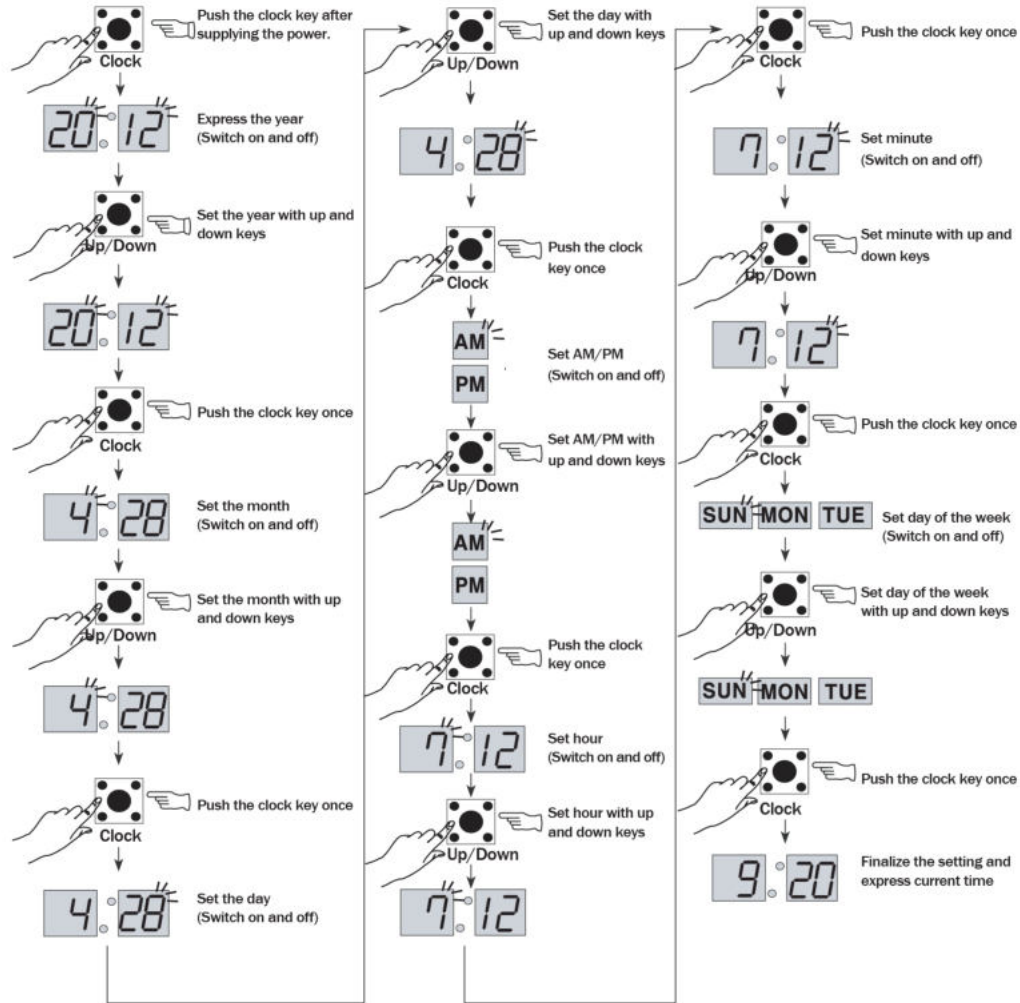 Push the clock key after
supplying the power.
Clock
20 12
Express the year
(Switch on and off)
Set the year with up and
down keys
Up/Down
20 12
Push the clock key once
Clock
4 28
Set the month
(Switch on and off)
Set the month with up
and down keys
Up/Down
4 28
Push the clock key once
Clock
4 28
Set the day
(Switch on and off)
Set the day with
up and down keys
Up/Down
4 28
Push the clock
key once
Clock
AM
PM
Set AM/PM
(Switch on and off)
Set AM/PM with
up and down keys
Up/Down
AM
PM
Push the clock
key once
Clock
7 12
Set hour
(Switch on and off)
Set hour with up
and down keys
Up/Down
7 12
Push the clock key once
Clock
7 12
Set minute
(Switch on and off)
Set minute with up and
down keys
Up/Down
7 12
Push the clock key once
Clock
SUN MON TUE
Set day of the week
(Switch on and off)
Set day of the week
with up and down keys
Up/Down
SUN MON TUE
Push the clock key once
Clock
9 20
Finalize the setting and
express current time